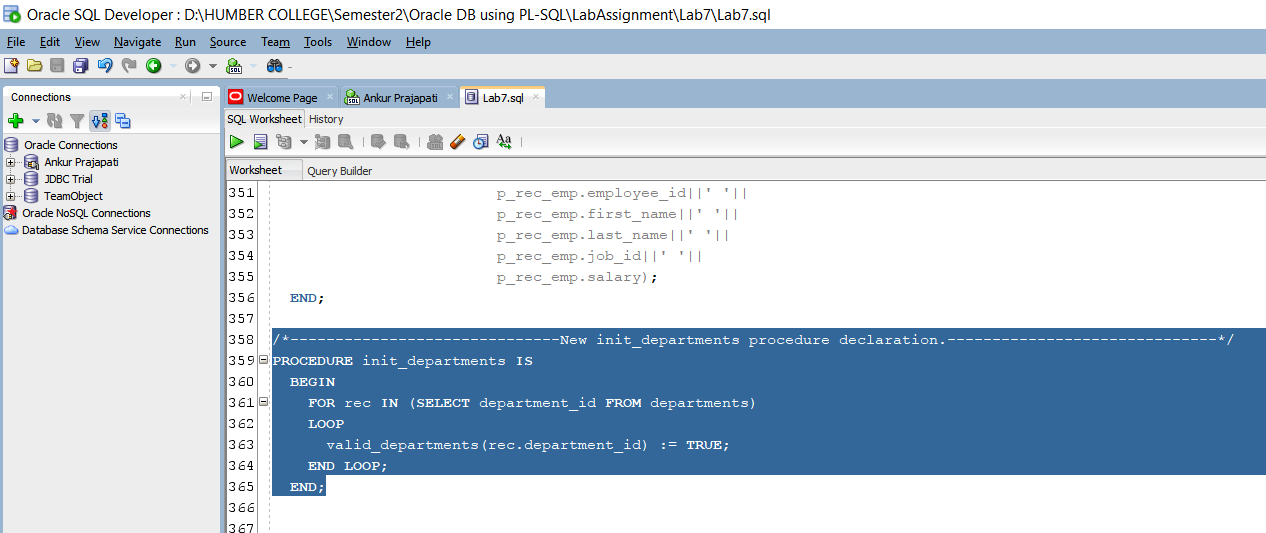 Oracle SQL Developer : D:\HUMBER COLLEGE\Semester2\Oracle DB using PL-SQL\LabAssignment\Lab7\Lab7.sql
File Edit View Navigate Run Source Team Tools Window Help
Connections
Oracle Connections
Ankur Prajapati
JDBC Trial
TeamObject
Oracle NoSQL Connections
Database Schema Service Connections
Welcome Page Ankur Prajapati Lab7.sql
SQL Worksheet History
Worksheet Query Builder
351 p_rec_emp.employee_id||' '||
352 p_rec_emp.first_name||' '||
353 p_rec_emp.last_name||' '||
354 p_rec_emp.job_id||' '||
355 p_rec_emp.salary);
356 END;
357
358 /*------------------------------New init_departments procedure declaration.------------------------------*/
359 PROCEDURE init_departments IS
360 BEGIN
361 FOR rec IN (SELECT department_id FROM departments)
362 LOOP
363 valid_departments(rec.department_id) := TRUE;
364 END LOOP;
365 END;
366
367